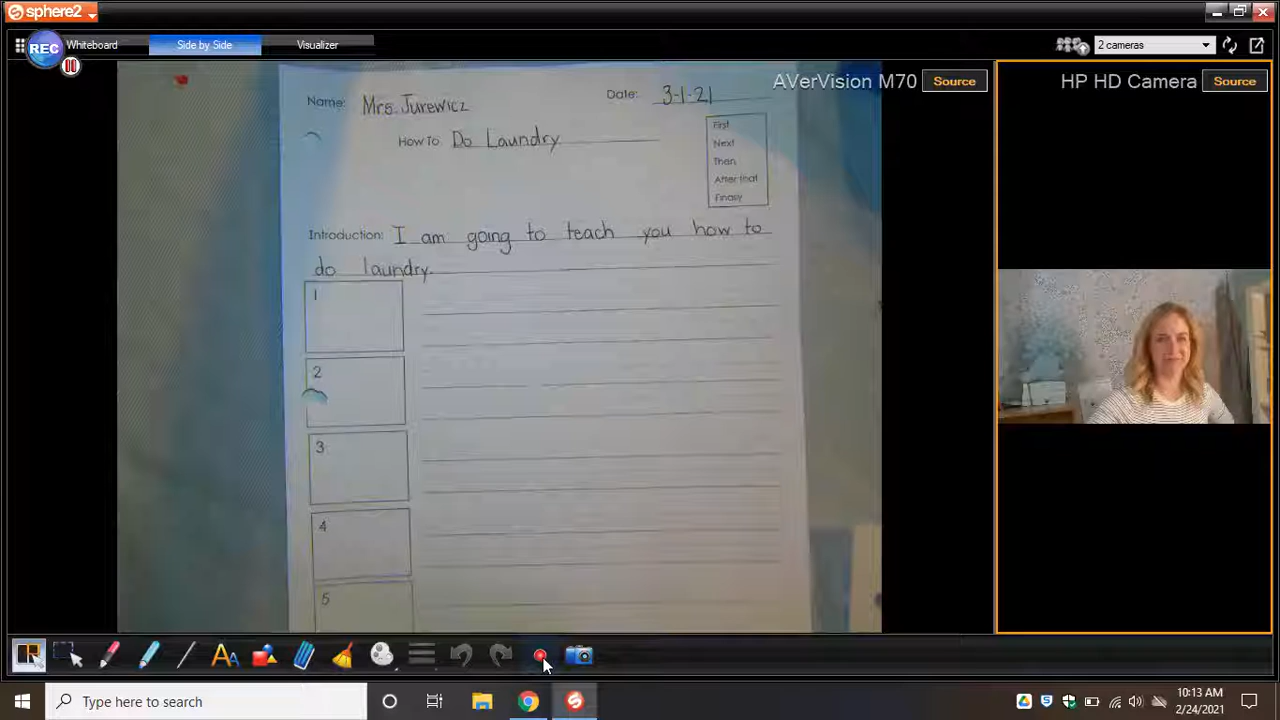 sphere2
REC
Whiteboard
Side by Side
Visualizer
2 cameras
AVerVision M70
Source
HP HD Camera
Source
Name: Mrs. Jurewicz
Date: 3-1-21
How To Do Laundry
First
Next
Then
After that
Finally
Introduction: I am going to teach you how to
do laundry.
1
2
3
4
5
Type here to search
10:13 AM
2/24/2021